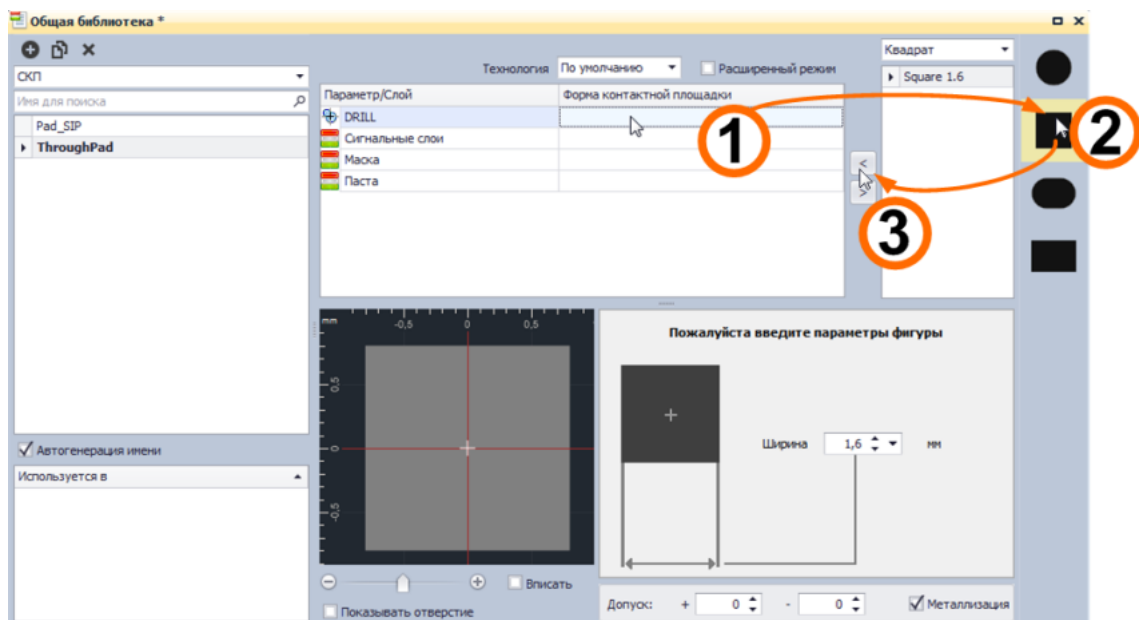 Общая библиотека *
СКП
Имя для поиска
Pad_SIP
ThroughPad
Автогенерация имени
Используется в
Технология По умолчанию Расширенный режим
Параметр/Слой Форма контактной площадки
DRILL
Сигнальные слои
Маска
Паста
1
2
3
<
>
Квадрат
Square 1.6
mm -0,5 0 0,5
0,5
0
-0,5
Вписать
Показывать отверстие
Пожалуйста введите параметры фигуры
Ширина 1,6 мм
Допуск: + 0 - 0 Металлизация